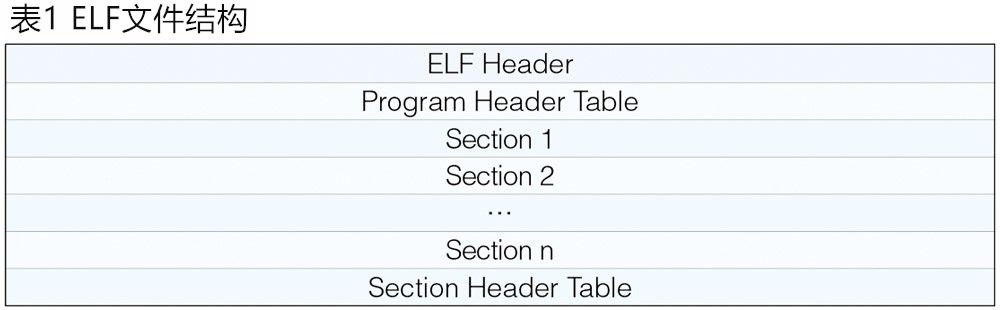 表1 ELF文件结构
ELF Header
Program Header Table
Section 1
Section 2
…
Section n
Section Header Table